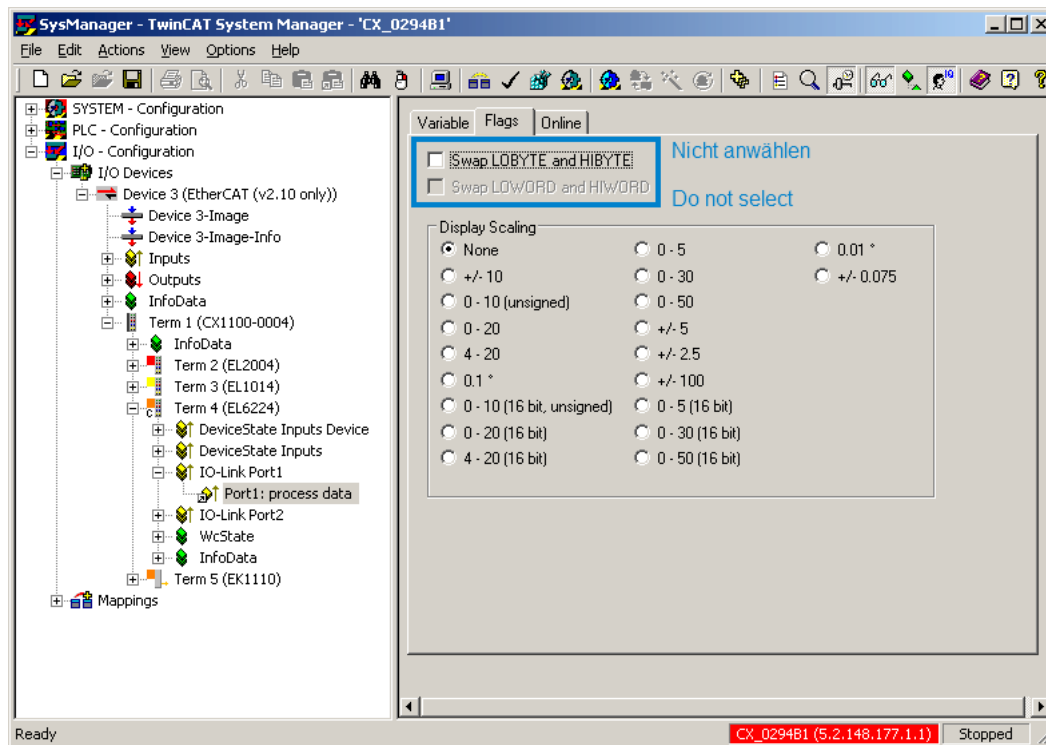 SysManager - TwinCAT System Manager - 'CX_0294B1'
File Edit Actions View Options Help
SYSTEM - Configuration
PLC - Configuration
I/O - Configuration
I/O Devices
Device 3 (EtherCAT (v2.10 only))
Device 3-Image
Device 3-Image-Info
Inputs
Outputs
InfoData
Term 1 (CX1100-0004)
InfoData
Term 2 (EL2004)
Term 3 (EL1014)
Term 4 (EL6224)
DeviceState Inputs Device
DeviceState Inputs
IO-Link Port1
Port1: process data
IO-Link Port2
WcState
InfoData
Term 5 (EK1110)
Mappings
Variable Flags Online
Swap LOBYTE and HIBYTE
Swap LOWORD and HIWORD
Nicht anwählen
Do not select
Display Scaling
None 0 - 5 0.01 °
+/- 10 0 - 30 +/- 0.075
0 - 10 (unsigned) 0 - 50
0 - 20 +/- 5
4 - 20 +/- 2.5
0.1 ° +/- 100
0 - 10 (16 bit, unsigned) 0 - 5 (16 bit)
0 - 20 (16 bit) 0 - 30 (16 bit)
4 - 20 (16 bit) 0 - 50 (16 bit)
Ready CX_0294B1 (5.2.148.177.1.1) Stopped